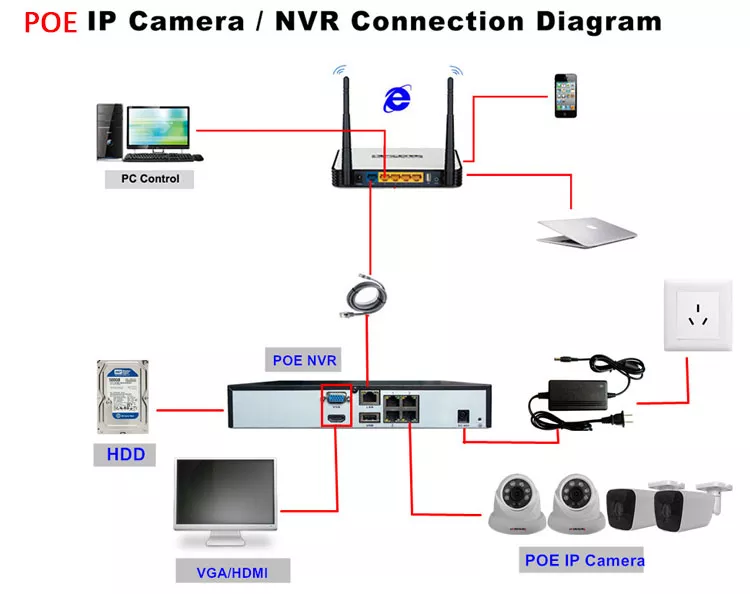 POE IP Camera / NVR Connection Diagram
PC Control
POE NVR
HDD
VGA/HDMI
POE IP Camera